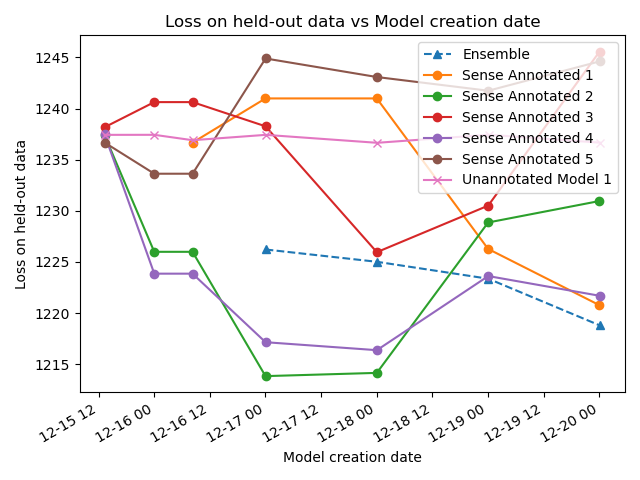 Loss on held-out data vs Model creation date
Ensemble
Sense Annotated 1
Sense Annotated 2
Sense Annotated 3
Sense Annotated 4
Sense Annotated 5
Unannotated Model 1
Loss on held-out data
1245
1240
1235
1230
1225
1220
1215
12-15 12
12-16 00
12-16 12
12-17 00
12-17 12
12-18 00
12-18 12
12-19 00
12-19 12
12-20 00
Model creation date